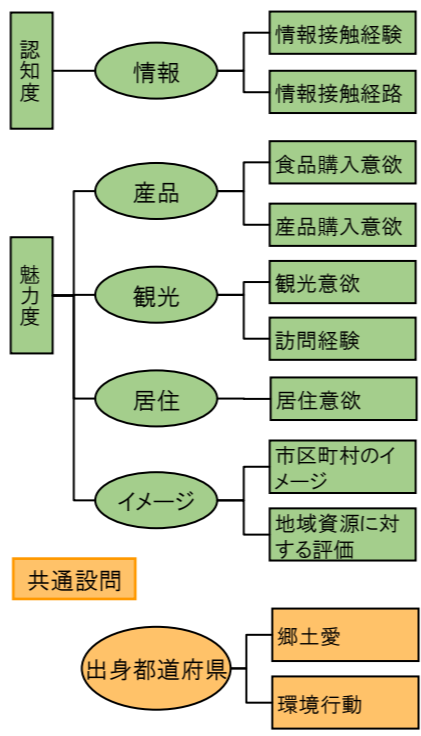 認知度
情報
情報接触経験
情報接触経路
魅力度
産品
食品購入意欲
産品購入意欲
観光
観光意欲
訪問経験
居住
居住意欲
イメージ
市区町村のイ
メージ
地域資源に対
する評価
共通設問
出身都道府県
郷土愛
環境行動